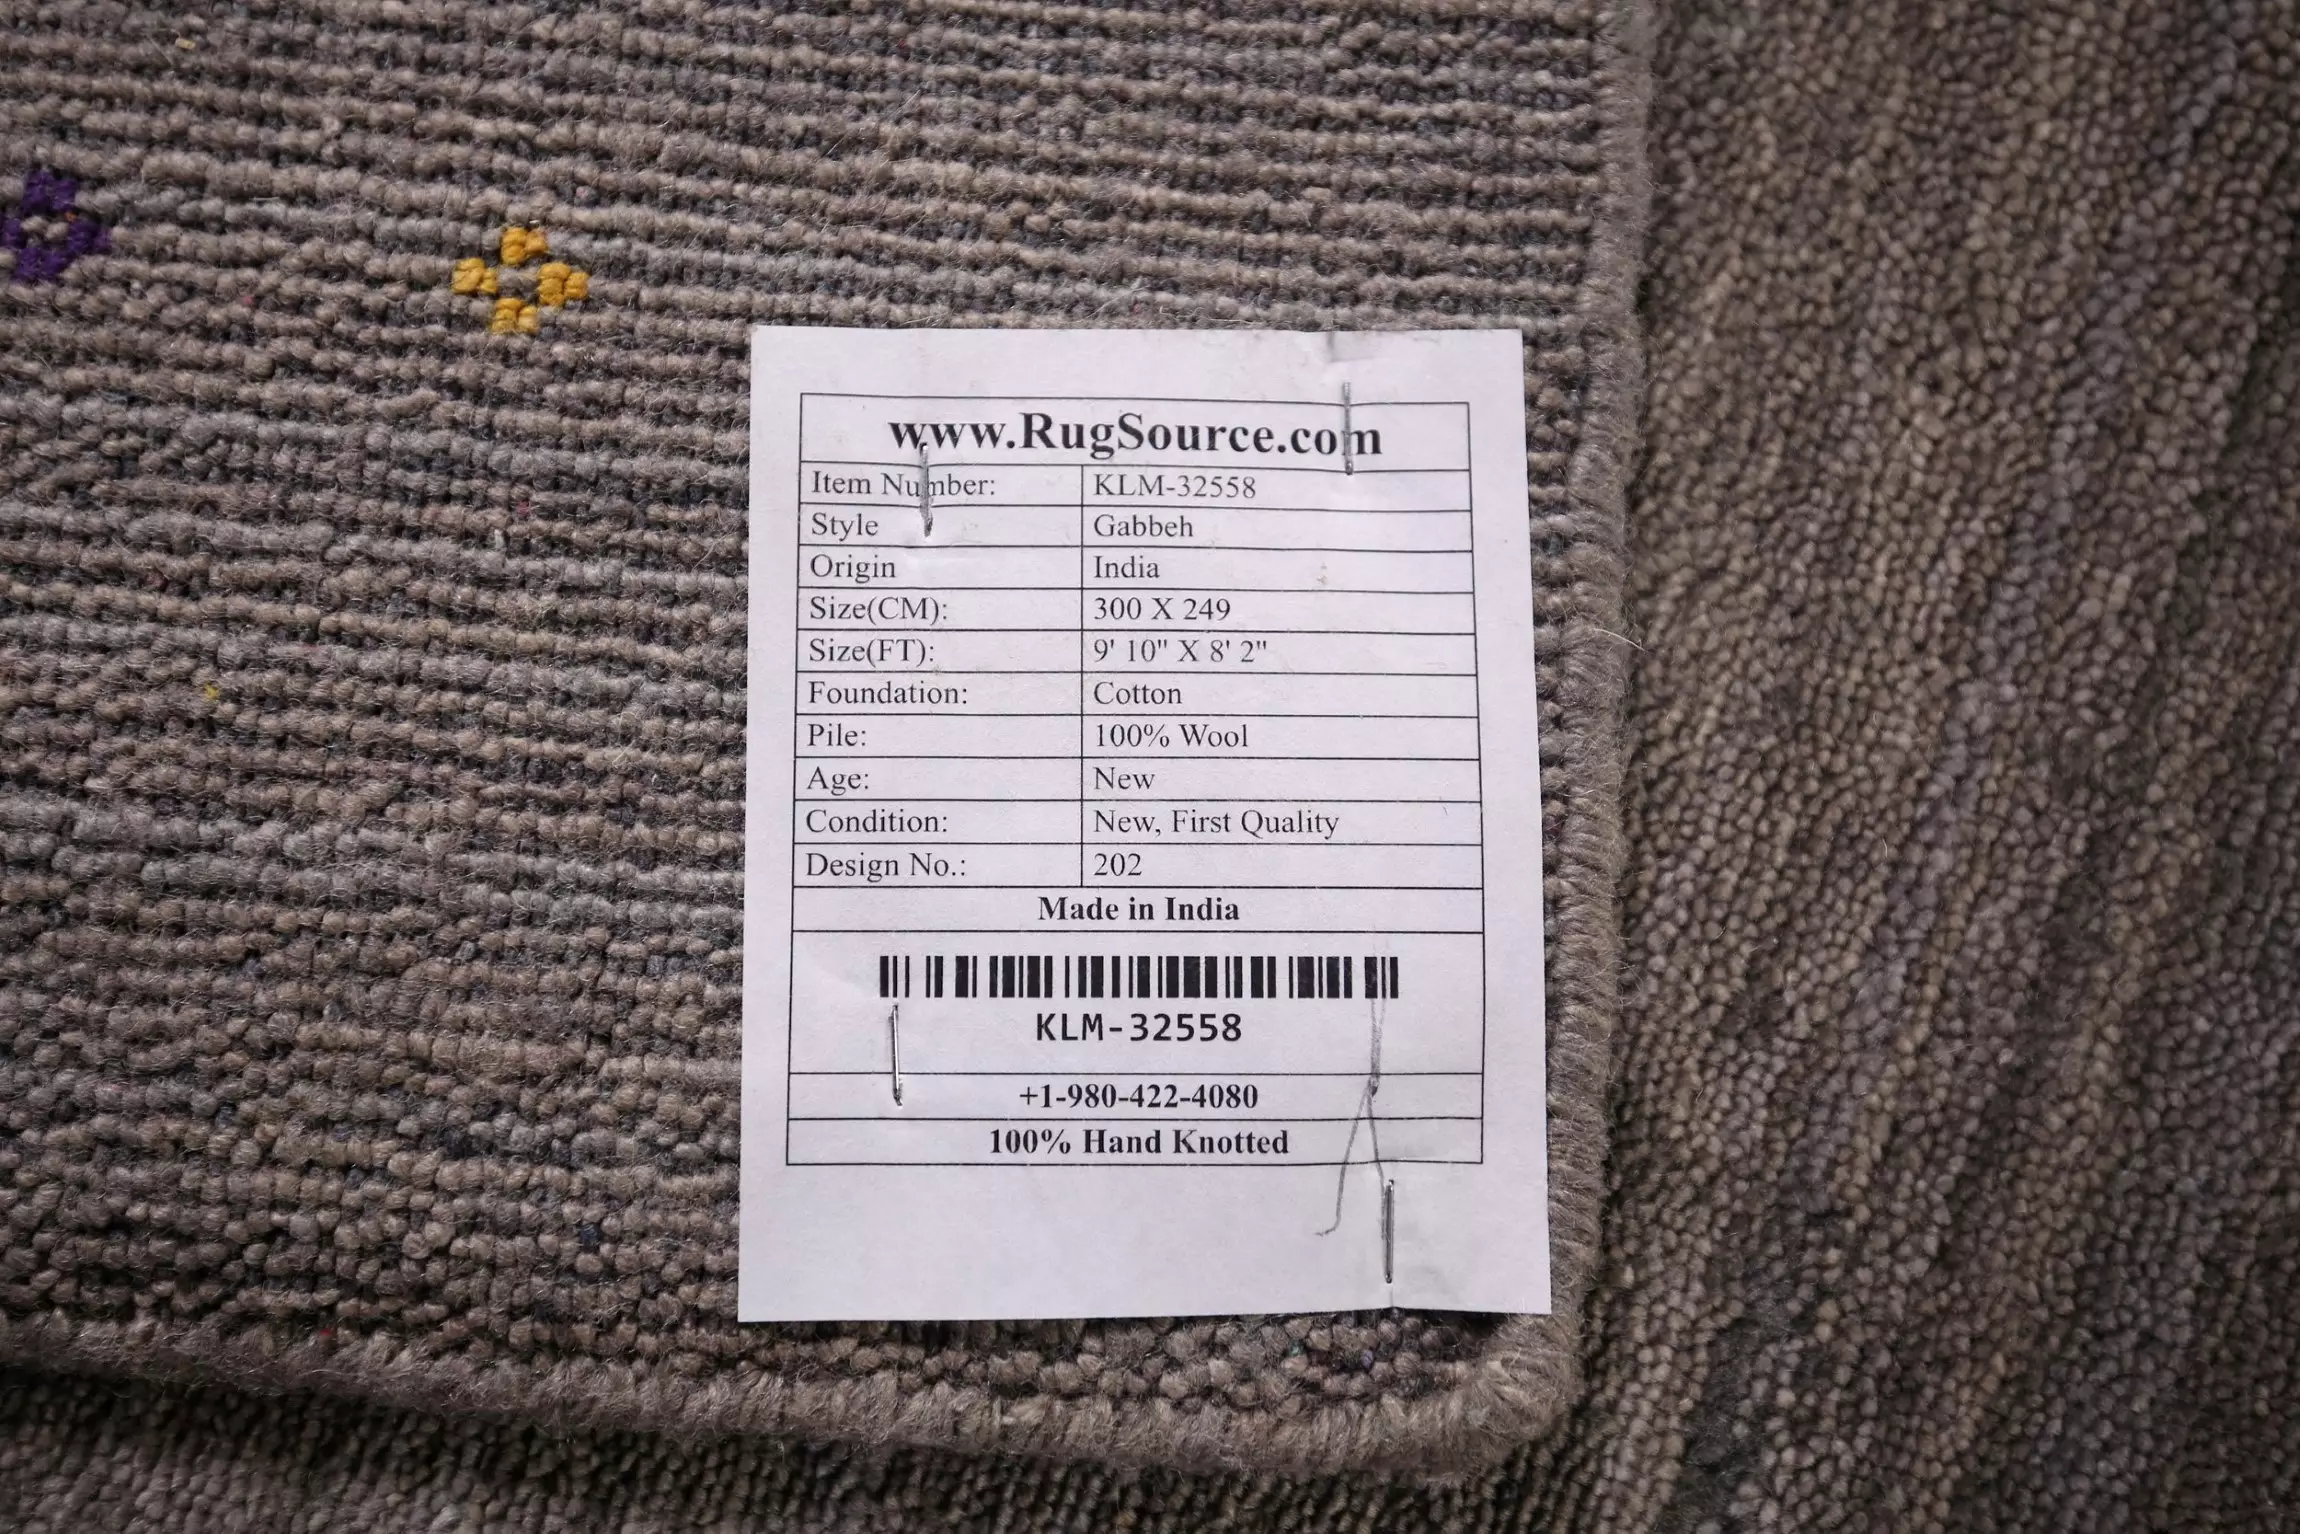 www.RugSource.com
Item Number: KLM-32558
Style Gabbeh
Origin India
Size(CM): 300 X 249
Size(FT): 9' 10" X 8' 2"
Foundation: Cotton
Pile: 100% Wool
Age: New
Condition: New, First Quality
Design No.: 202
Made in India
KLM-32558
+1-980-422-4080
100% Hand Knotted